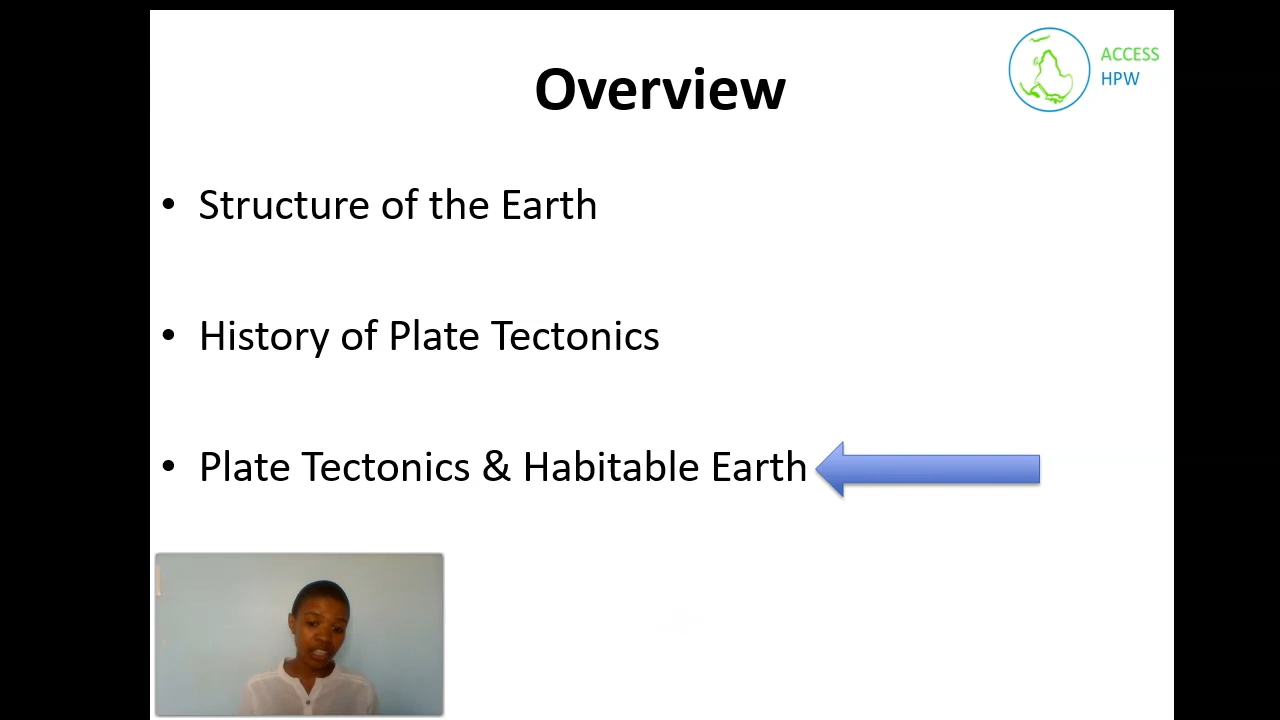 Overview
ACCESS
HPW
• Structure of the Earth
• History of Plate Tectonics
• Plate Tectonics & Habitable Earth